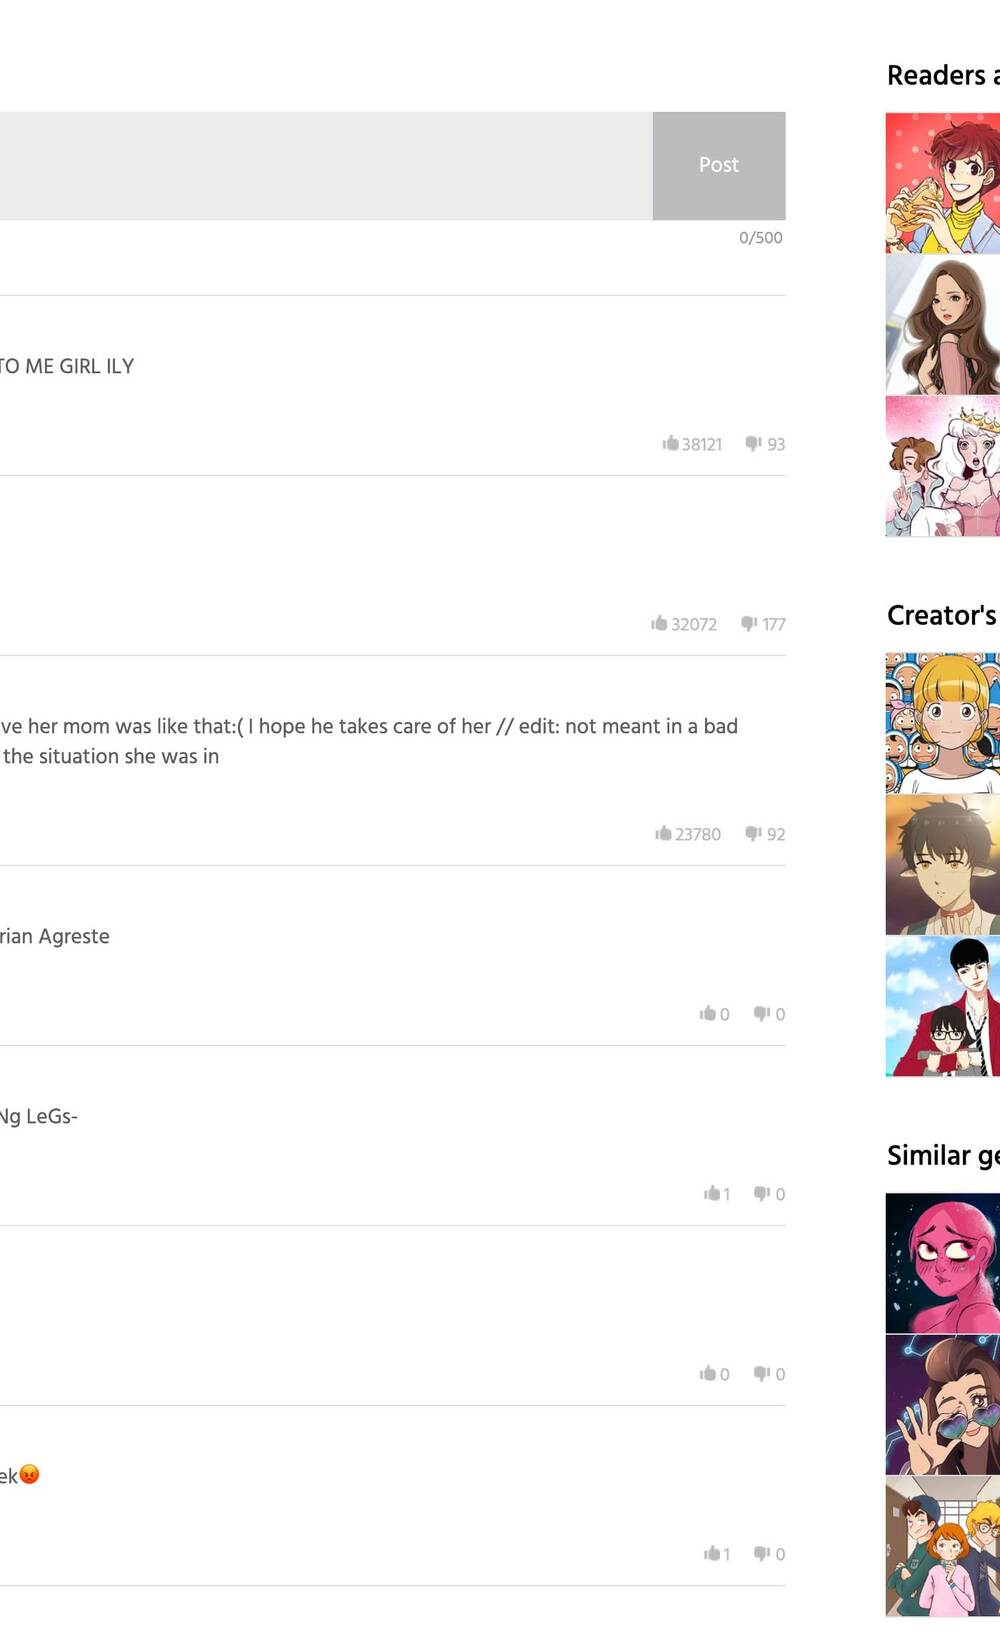 Readers a
Post
0/500
TO ME GIRL ILY
38121 93
32072 177
Creator's
ve her mom was like that:( I hope he takes care of her // edit: not meant in a bad
the situation she was in
23780 92
rian Agreste
0 0
Ng LeGs-
Similar ge
1 0
0 0
ek😡
1 0